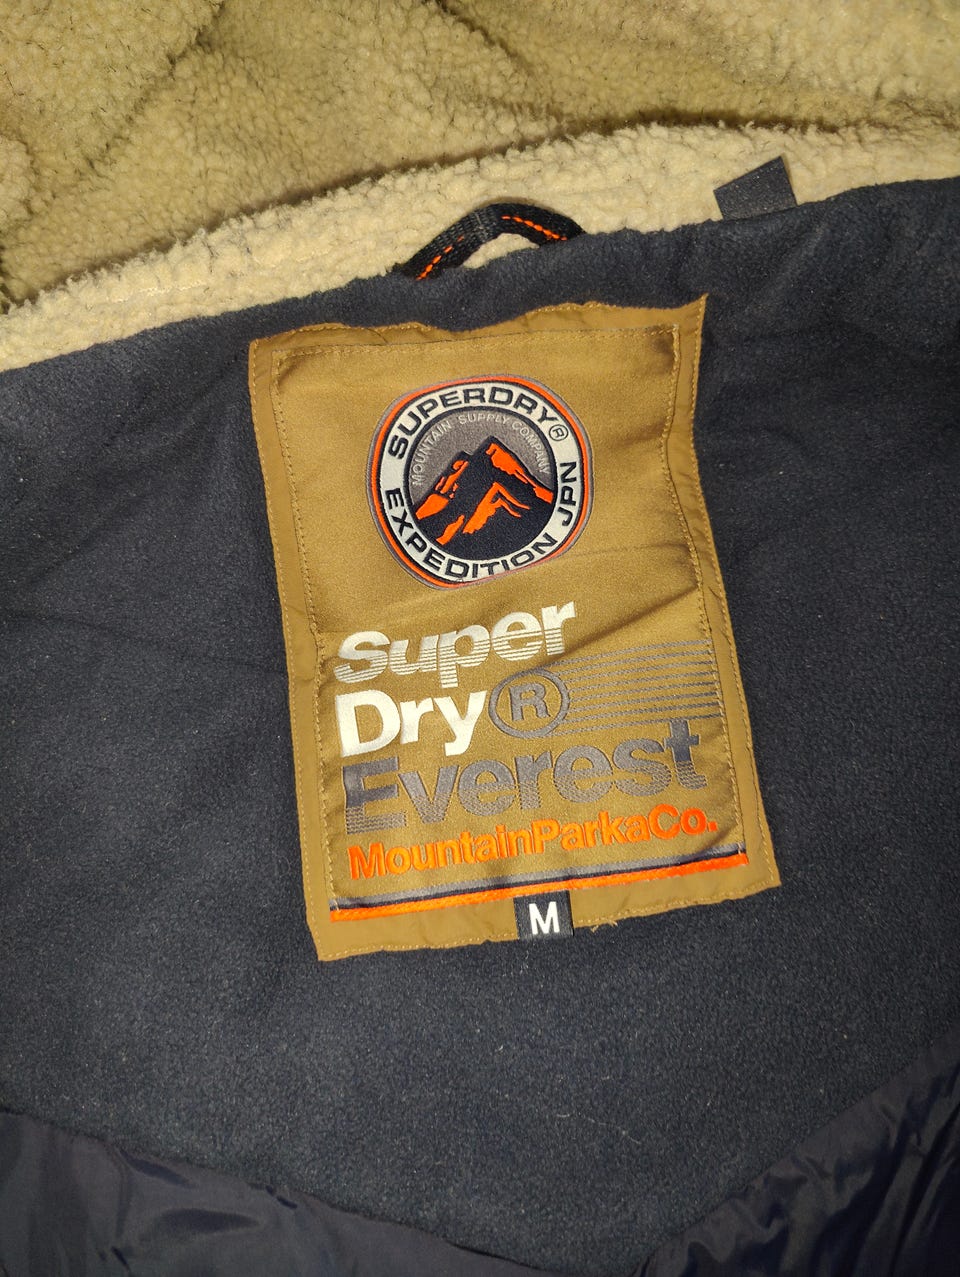 SUPERDRY®
MOUNTAIN SUPPLY COMPANY
EXPEDITION JPN
Super
Dry®
Everest
MountainParkaCo.
M